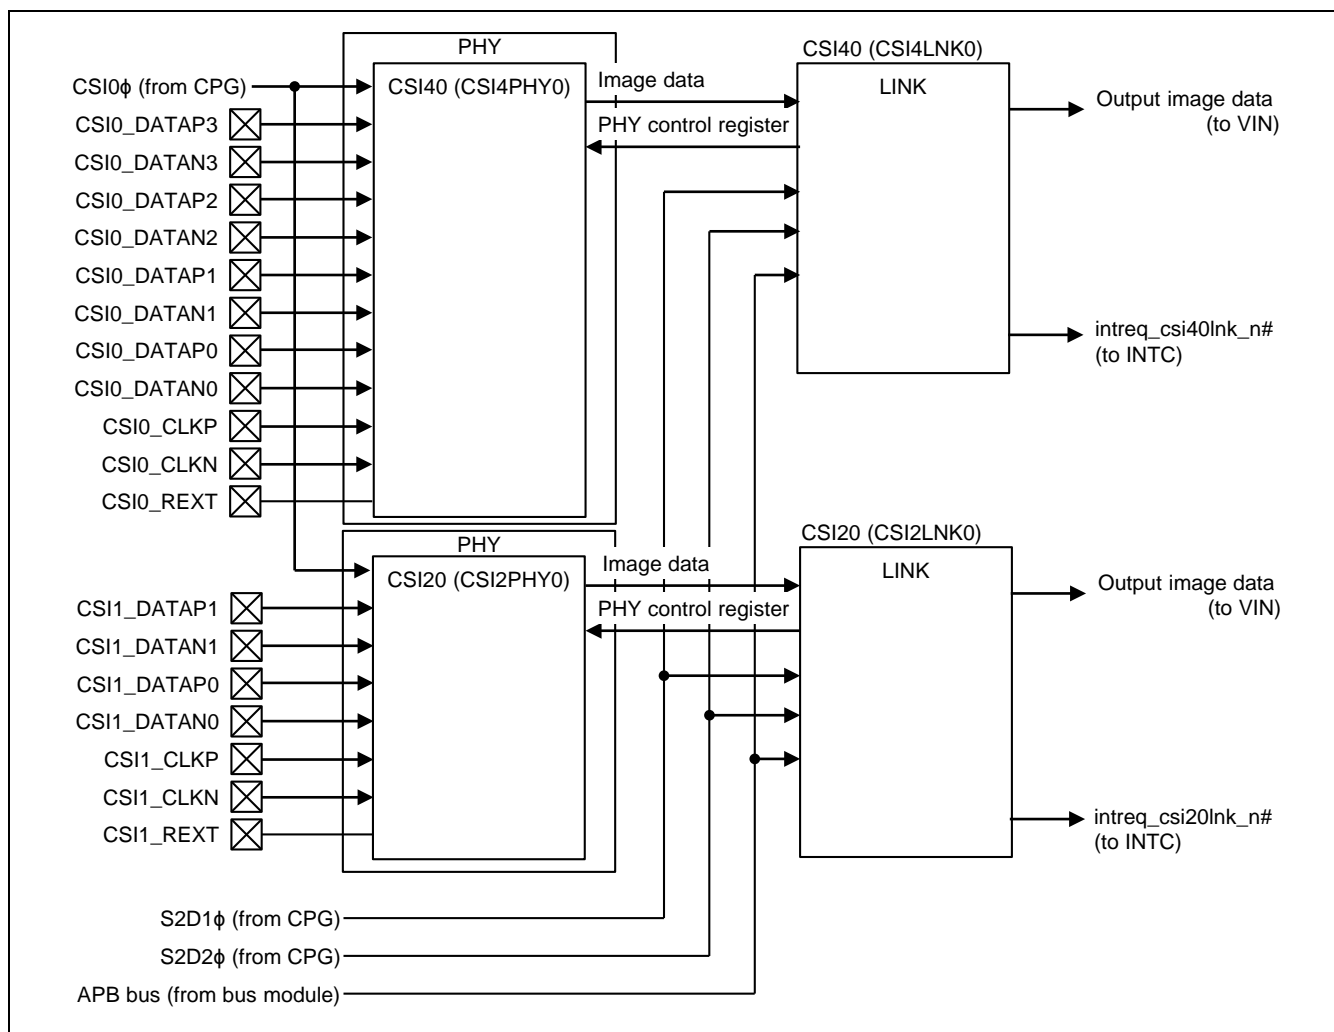 PHY
CSI40 (CSI4LNK0)
CSI0ϕ (from CPG)
CSI40 (CSI4PHY0)
Image data
LINK
Output image data
(to VIN)
CSI0_DATAP3
PHY control register
CSI0_DATAN3
CSI0_DATAP2
CSI0_DATAN2
CSI0_DATAP1
CSI0_DATAN1
intreq_csi40lnk_n#
(to INTC)
CSI0_DATAP0
CSI0_DATAN0
CSI0_CLKP
CSI0_CLKN
CSI0_REXT
PHY
CSI20 (CSI2LNK0)
CSI20 (CSI2PHY0)
Image data
LINK
Output image data
(to VIN)
CSI1_DATAP1
PHY control register
CSI1_DATAN1
CSI1_DATAP0
CSI1_DATAN0
CSI1_CLKP
CSI1_CLKN
intreq_csi20lnk_n#
(to INTC)
CSI1_REXT
S2D1ϕ (from CPG)
S2D2ϕ (from CPG)
APB bus (from bus module)